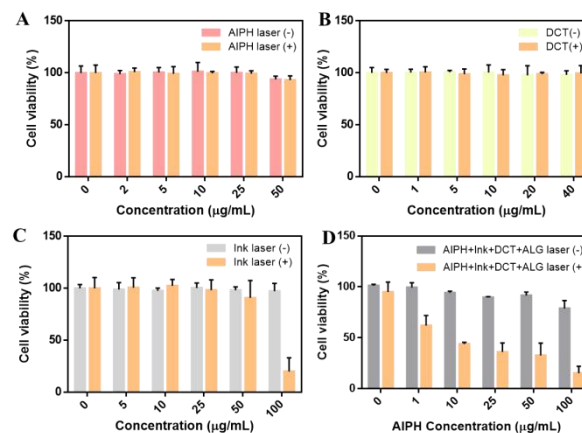 A
AIPH laser (-)
AIPH laser (+)
Cell viability (%)
150
100
50
0
0 2 5 10 25 50
Concentration (μg/mL)
B
DCT(-)
DCT(+)
Cell viability (%)
150
100
50
0
0 1 5 10 20 40
Concentration (μg/mL)
C
Ink laser (-)
Ink laser (+)
Cell viability (%)
150
100
50
0
0 5 10 25 50 100
Concentration (μg/mL)
D
AIPH+Ink+DCT+ALG laser (-)
AIPH+Ink+DCT+ALG laser (+
Cell viability (%)
150
100
50
0
0 1 10 25 50 100
AIPH Concentration (μg/mL)